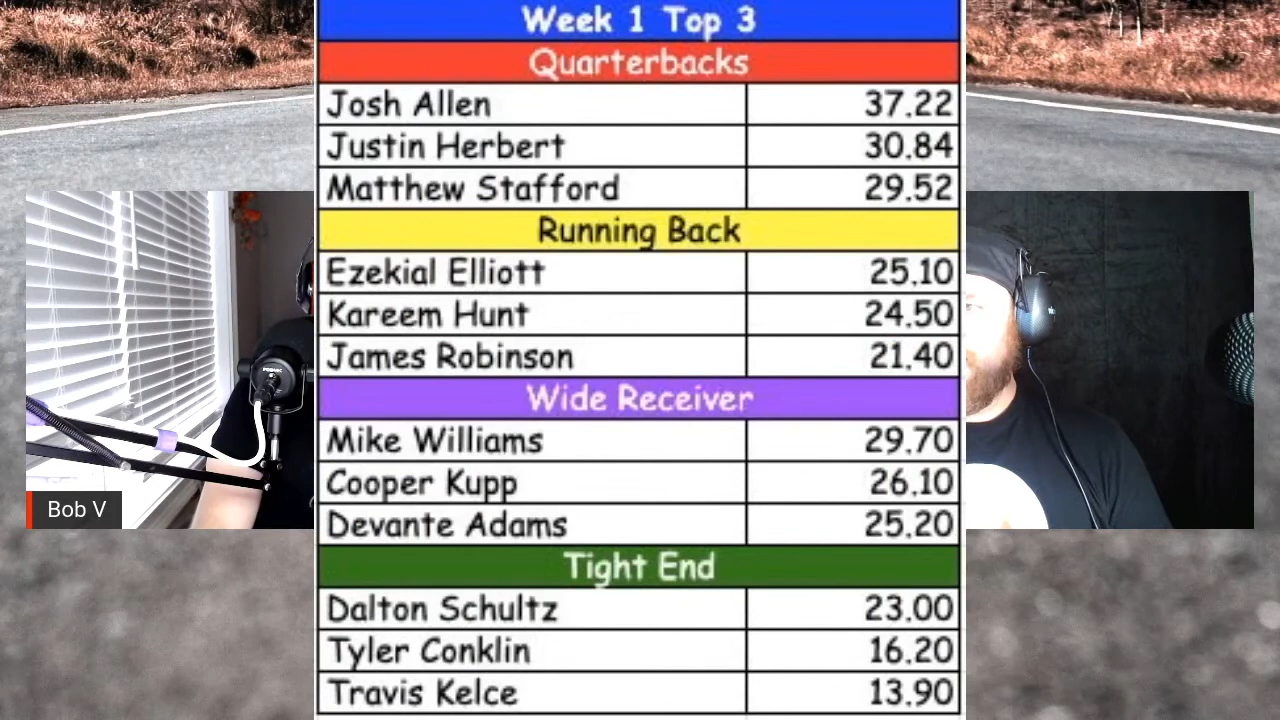 Week 1 Top 3
Quarterbacks
Josh Allen 37.22
Justin Herbert 30.84
Matthew Stafford 29.52
Running Back
Ezekial Elliott 25.10
Kareem Hunt 24.50
James Robinson 21.40
Wide Receiver
Mike Williams 29.70
Cooper Kupp 26.10
Devante Adams 25.20
Tight End
Dalton Schultz 23.00
Tyler Conklin 16.20
Travis Kelce 13.90
Bob V